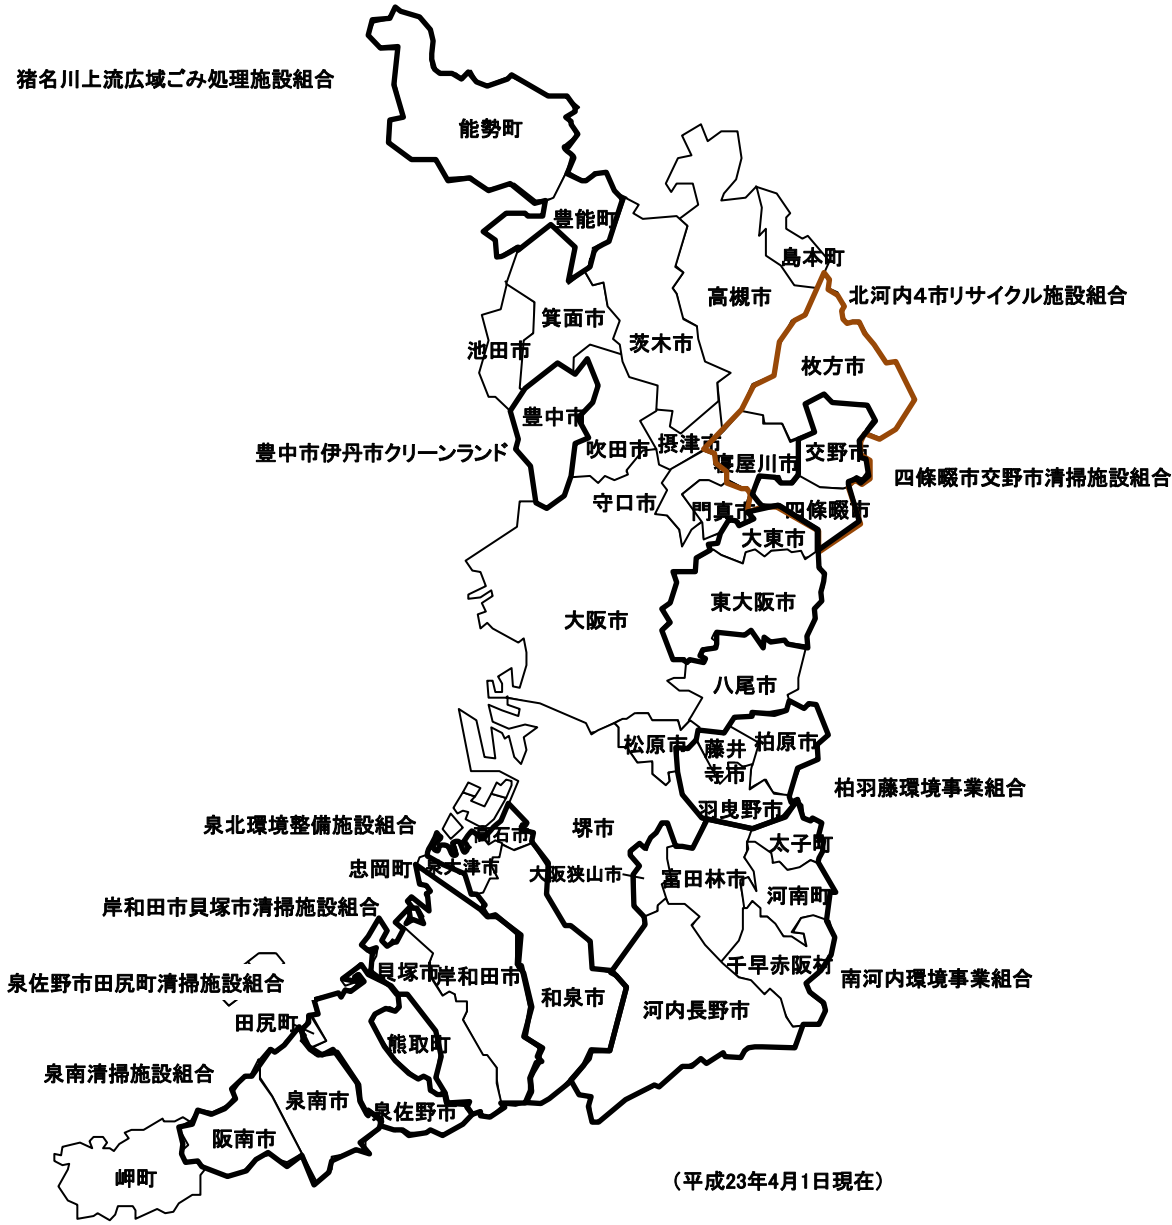 猪名川上流広域ごみ処理施設組合
能勢町
豊能町
島本町
高槻市
北河内4市リサイクル施設組合
箕面市
茨木市
池田市
枚方市
豊中市
吹田市
摂津市
豊中市伊丹市クリーンランド
寝屋川市
交野市
四條畷市交野市清掃施設組合
守口市
門真市
四條畷市
大東市
東大阪市
大阪市
八尾市
松原市
藤井
寺市
柏原市
柏羽藤環境事業組合
羽曳野市
泉北環境整備施設組合
高石市
堺市
太子町
忠岡町
泉大津市
大阪狭山市
富田林市
河南町
岸和田市貝塚市清掃施設組合
千早赤阪村
貝塚市
岸和田市
南河内環境事業組合
泉佐野市田尻町清掃施設組合
和泉市
河内長野市
田尻町
熊取町
泉南清掃施設組合
泉南市
泉佐野市
阪南市
岬町
(平成23年4月1日現在)